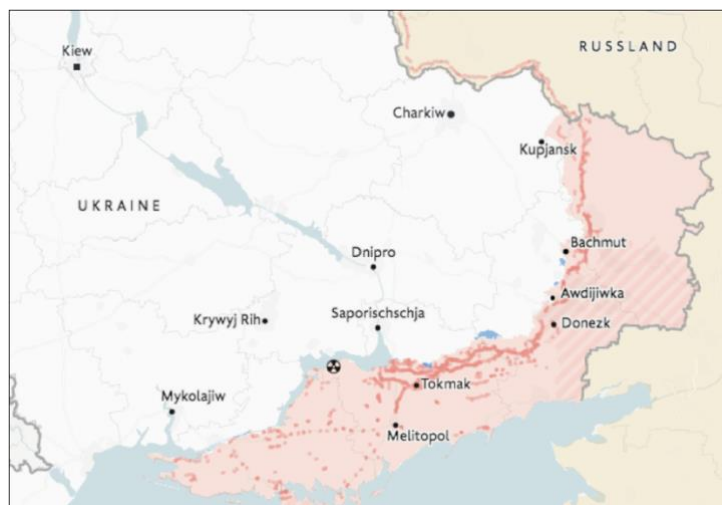 RUSSLAND
Kiew
Charkiw
Kupjansk
UKRAINE
Bachmut
Dnipro
Awdijiwka
Saporischschja
Krywyj Rih
Donezk
Tokmak
Mykolajiw
Melitopol